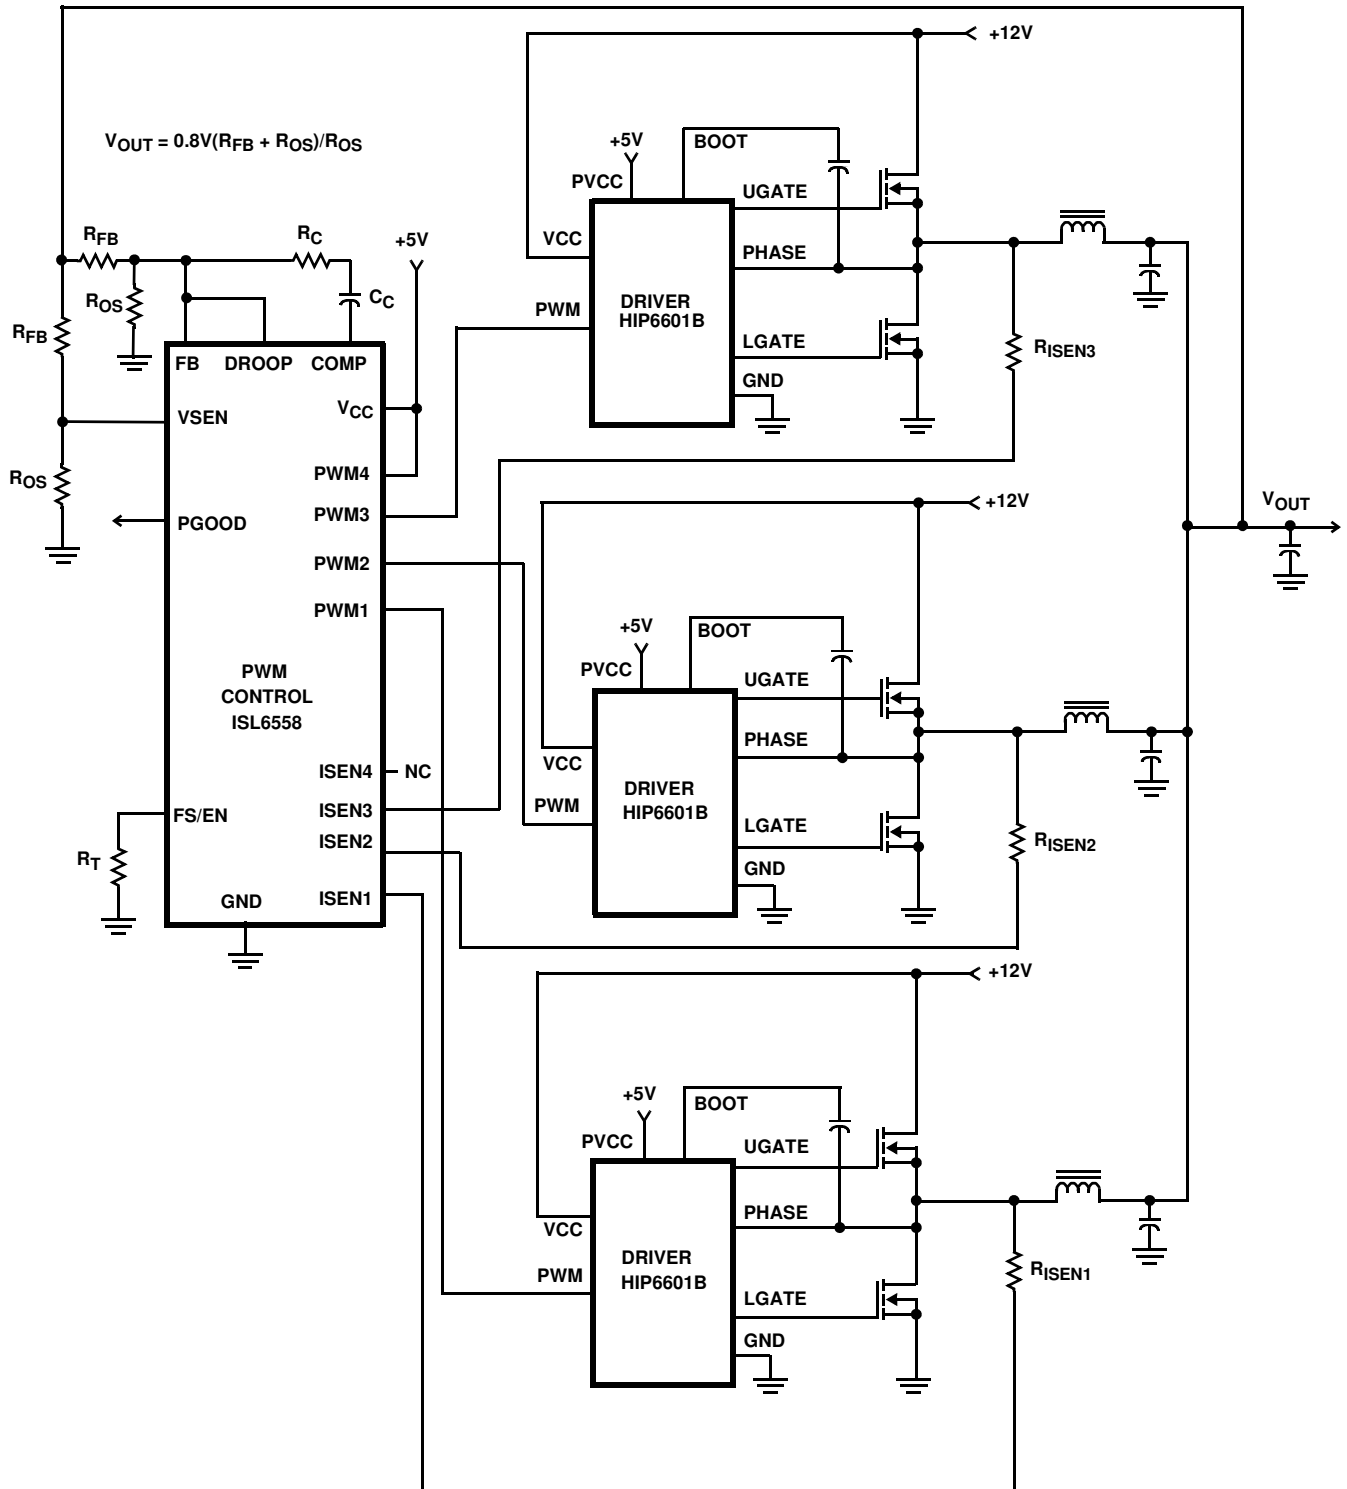 +12V
VOUT = 0.8V(RFB + ROS)/ROS
+5V
BOOT
PVCC
UGATE
VCC
PHASE
PWM
DRIVER
HIP6601B
LGATE
GND
RFB
RC
+5V
ROS
CC
RFB
FB DROOP COMP
VCC
VSEN
PWM4
ROS
PWM3
PGOOD
PWM2
PWM1
PWM
CONTROL
ISL6558
ISEN4 NC
ISEN3
FS/EN
ISEN2
RT
GND
ISEN1
RISEN3
+12V
VOUT
+5V
BOOT
PVCC
UGATE
PHASE
VCC
DRIVER
PWM
HIP6601B
LGATE
GND
RISEN2
+12V
+5V
BOOT
PVCC
UGATE
PHASE
VCC
DRIVER
PWM
HIP6601B
LGATE
GND
RISEN1